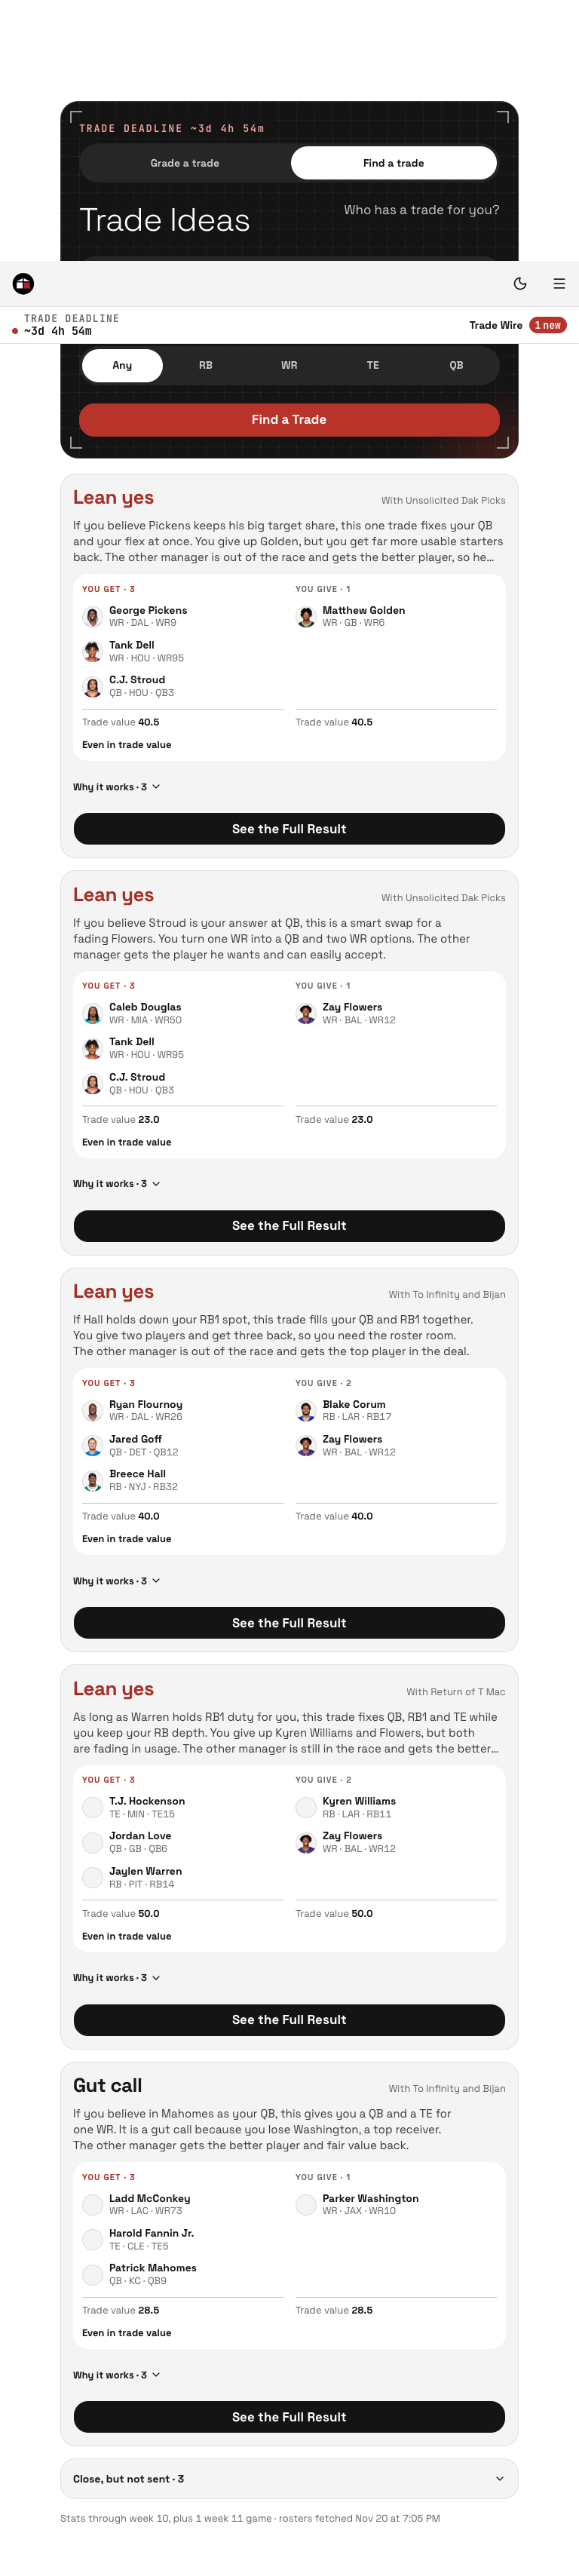 TRADE DEADLINE ~3d 4h 54m
Grade a trade
Find a trade
Trade Ideas
Who has a trade for you?
TRADE DEADLINE
~3d 4h 54m
Trade Wire
1 new
Any
RB
WR
TE
QB
Find a Trade
Lean yes
With Unsolicited Dak Picks
If you believe Pickens keeps his big target share, this one trade fixes your QB
and your flex at once. You give up Golden, but you get far more usable starters
back. The other manager is out of the race and gets the better player, so he...
YOU GET · 3
YOU GIVE · 1
George Pickens
WR · DAL · WR9
Matthew Golden
WR · GB · WR6
Tank Dell
WR · HOU · WR95
C.J. Stroud
QB · HOU · QB3
Trade value 40.5
Trade value 40.5
Even in trade value
Why it works · 3
See the Full Result
Lean yes
With Unsolicited Dak Picks
If you believe Stroud is your answer at QB, this is a smart swap for a
fading Flowers. You turn one WR into a QB and two WR options. The other
manager gets the player he wants and can easily accept.
YOU GET · 3
YOU GIVE · 1
Caleb Douglas
WR · MIA · WR50
Zay Flowers
WR · BAL · WR12
Tank Dell
WR · HOU · WR95
C.J. Stroud
QB · HOU · QB3
Trade value 23.0
Trade value 23.0
Even in trade value
Why it works · 3
See the Full Result
Lean yes
With To Infinity and Bijan
If Hall holds down your RB1 spot, this trade fills your QB and RB1 together.
You give two players and get three back, so you need the roster room.
The other manager is out of the race and gets the top player in the deal.
YOU GET · 3
YOU GIVE · 2
Ryan Flournoy
WR · DAL · WR26
Blake Corum
RB · LAR · RB17
Jared Goff
QB · DET · QB12
Zay Flowers
WR · BAL · WR12
Breece Hall
RB · NYJ · RB32
Trade value 40.0
Trade value 40.0
Even in trade value
Why it works · 3
See the Full Result
Lean yes
With Return of T Mac
As long as Warren holds RB1 duty for you, this trade fixes QB, RB1 and TE while
you keep your RB depth. You give up Kyren Williams and Flowers, but both
are fading in usage. The other manager is still in the race and gets the better...
YOU GET · 3
YOU GIVE · 2
T.J. Hockenson
TE · MIN · TE15
Kyren Williams
RB · LAR · RB11
Jordan Love
QB · GB · QB6
Zay Flowers
WR · BAL · WR12
Jaylen Warren
RB · PIT · RB14
Trade value 50.0
Trade value 50.0
Even in trade value
Why it works · 3
See the Full Result
Gut call
With To Infinity and Bijan
If you believe in Mahomes as your QB, this gives you a QB and a TE for
one WR. It is a gut call because you lose Washington, a top receiver.
The other manager gets the better player and fair value back.
YOU GET · 3
YOU GIVE · 1
Ladd McConkey
WR · LAC · WR73
Parker Washington
WR · JAX · WR10
Harold Fannin Jr.
TE · CLE · TE5
Patrick Mahomes
QB · KC · QB9
Trade value 28.5
Trade value 28.5
Even in trade value
Why it works · 3
See the Full Result
Close, but not sent · 3
Stats through week 10, plus 1 week 11 game · rosters fetched Nov 20 at 7:05 PM